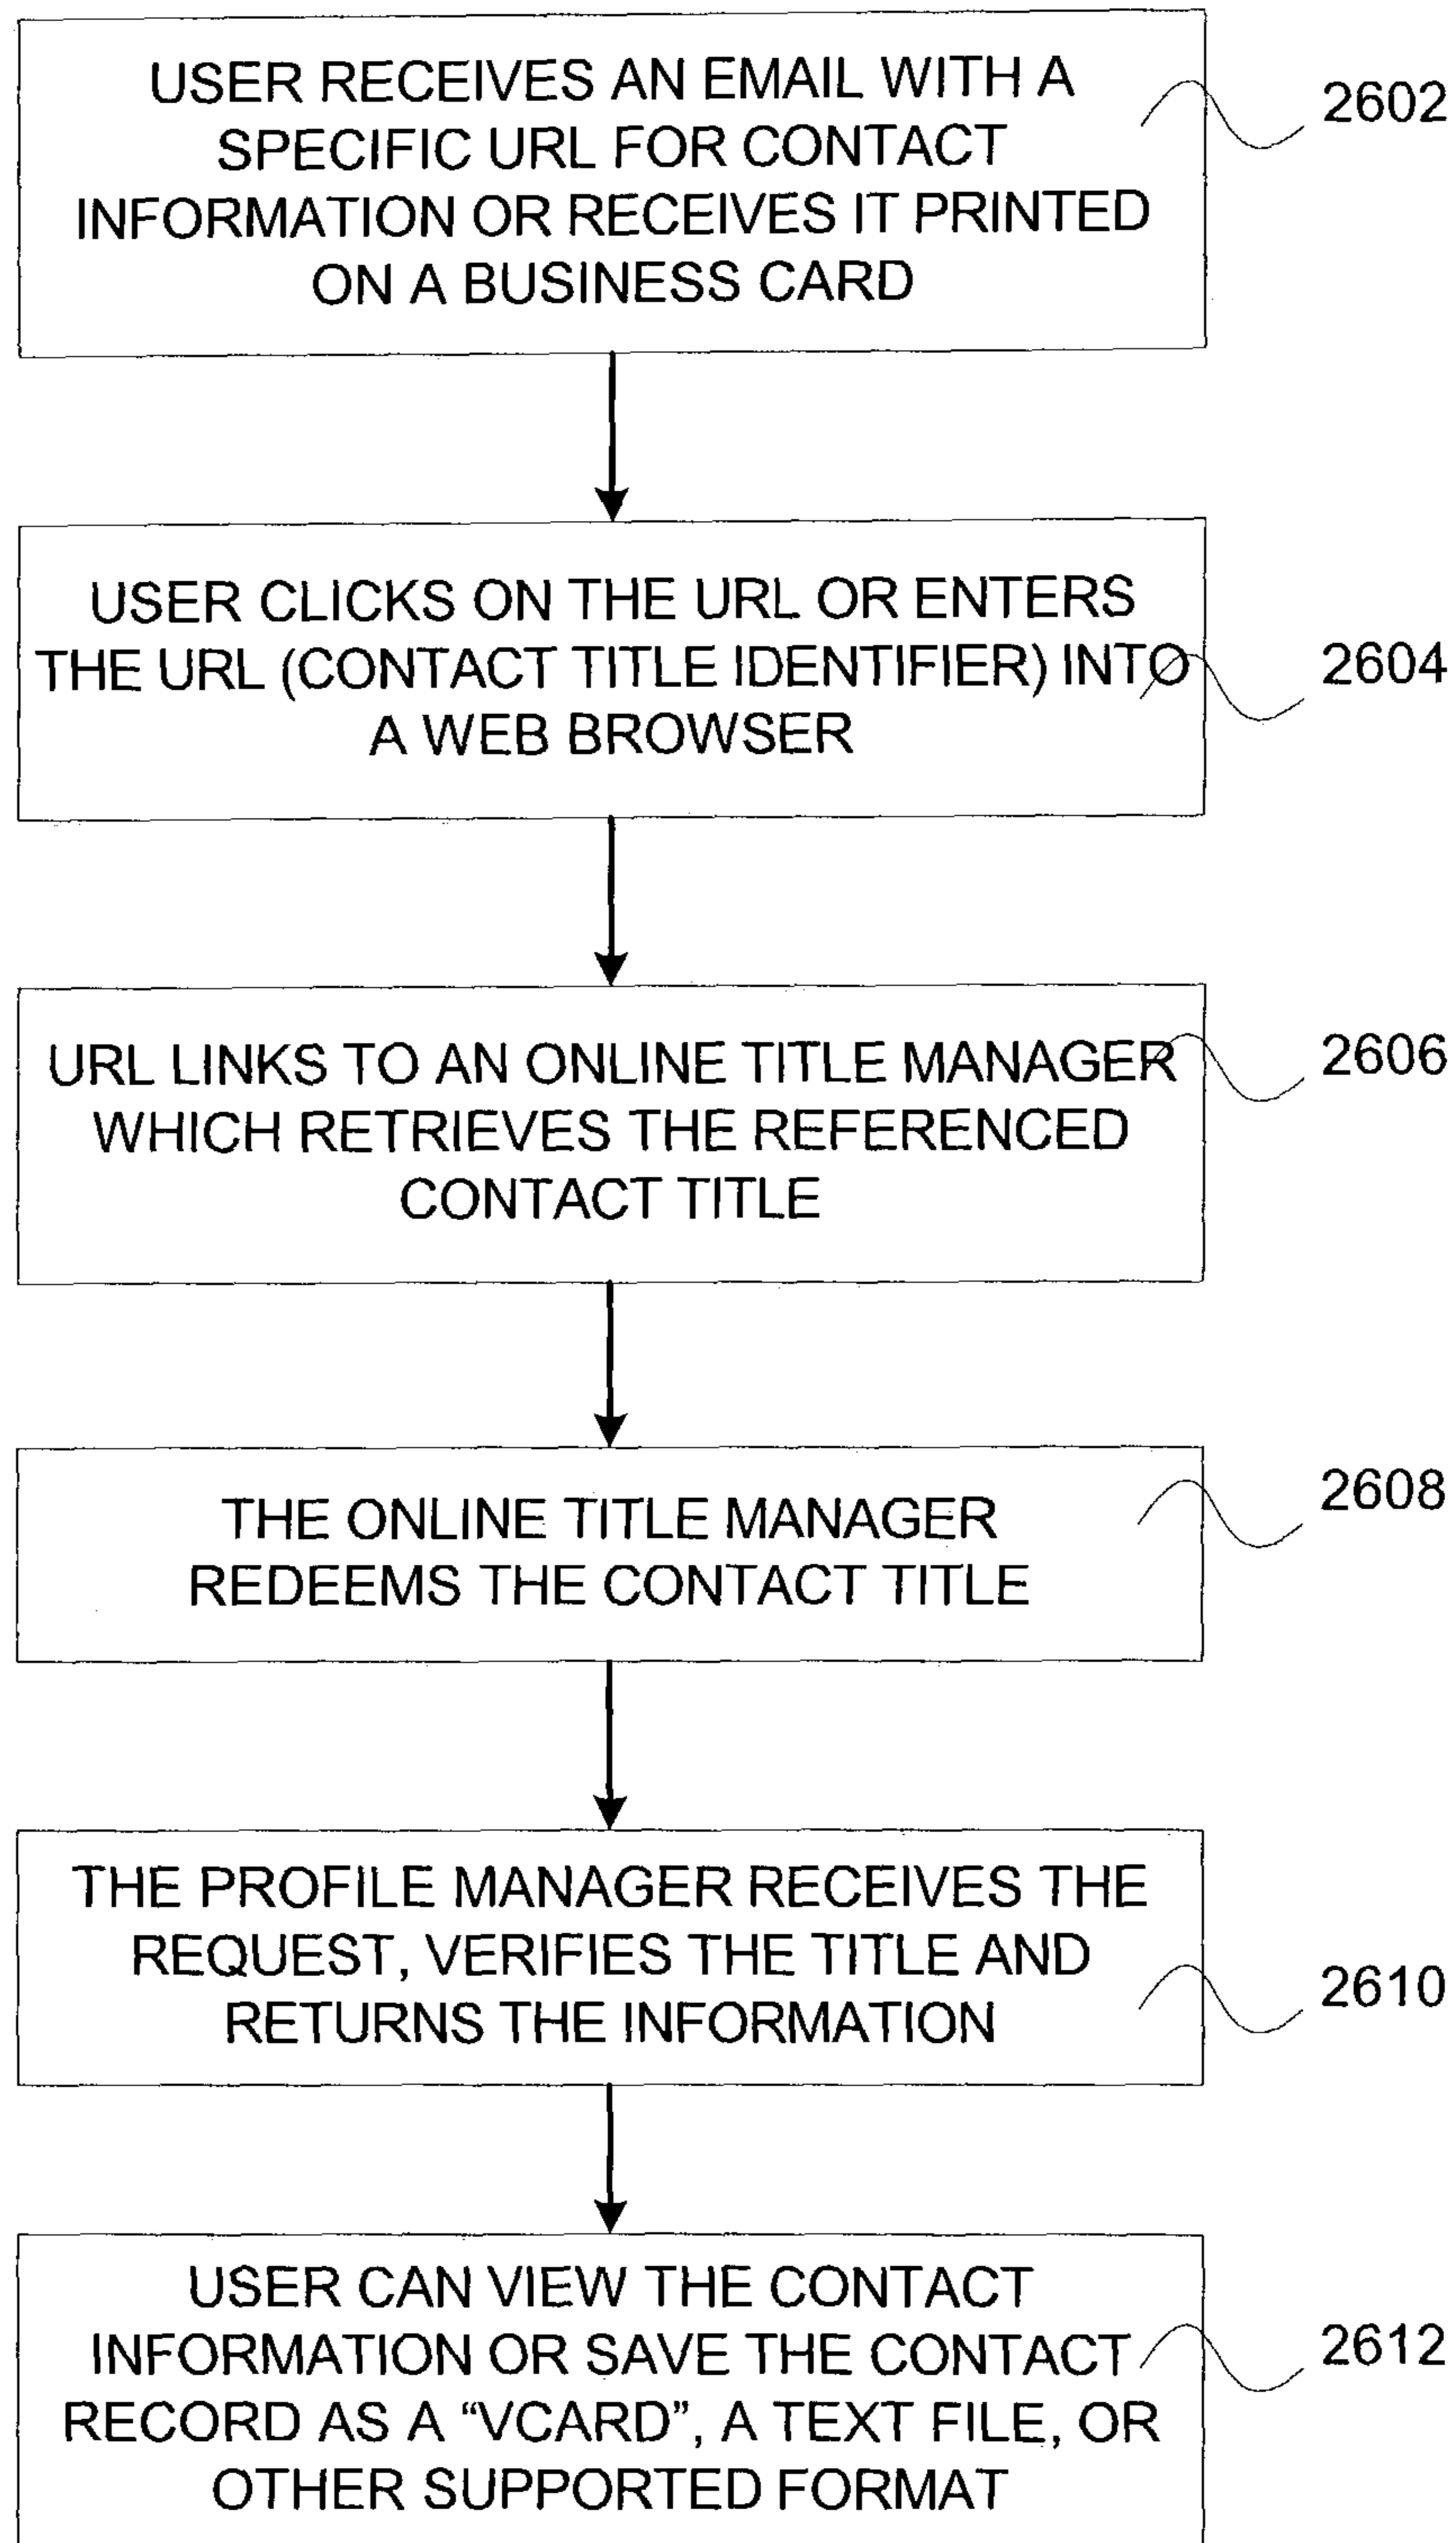 USER RECEIVES AN EMAIL WITH A
SPECIFIC URL FOR CONTACT
INFORMATION OR RECEIVES IT PRINTED
ON A BUSINESS CARD
2602
USER CLICKS ON THE URL OR ENTERS
THE URL (CONTACT TITLE IDENTIFIER) INTO
A WEB BROWSER
2604
URL LINKS TO AN ONLINE TITLE MANAGER
WHICH RETRIEVES THE REFERENCED
CONTACT TITLE
2606
THE ONLINE TITLE MANAGER
REDEEMS THE CONTACT TITLE
2608
THE PROFILE MANAGER RECEIVES THE
REQUEST, VERIFIES THE TITLE AND
RETURNS THE INFORMATION
2610
USER CAN VIEW THE CONTACT
INFORMATION OR SAVE THE CONTACT
RECORD AS A “VCARD”, A TEXT FILE, OR
OTHER SUPPORTED FORMAT
2612